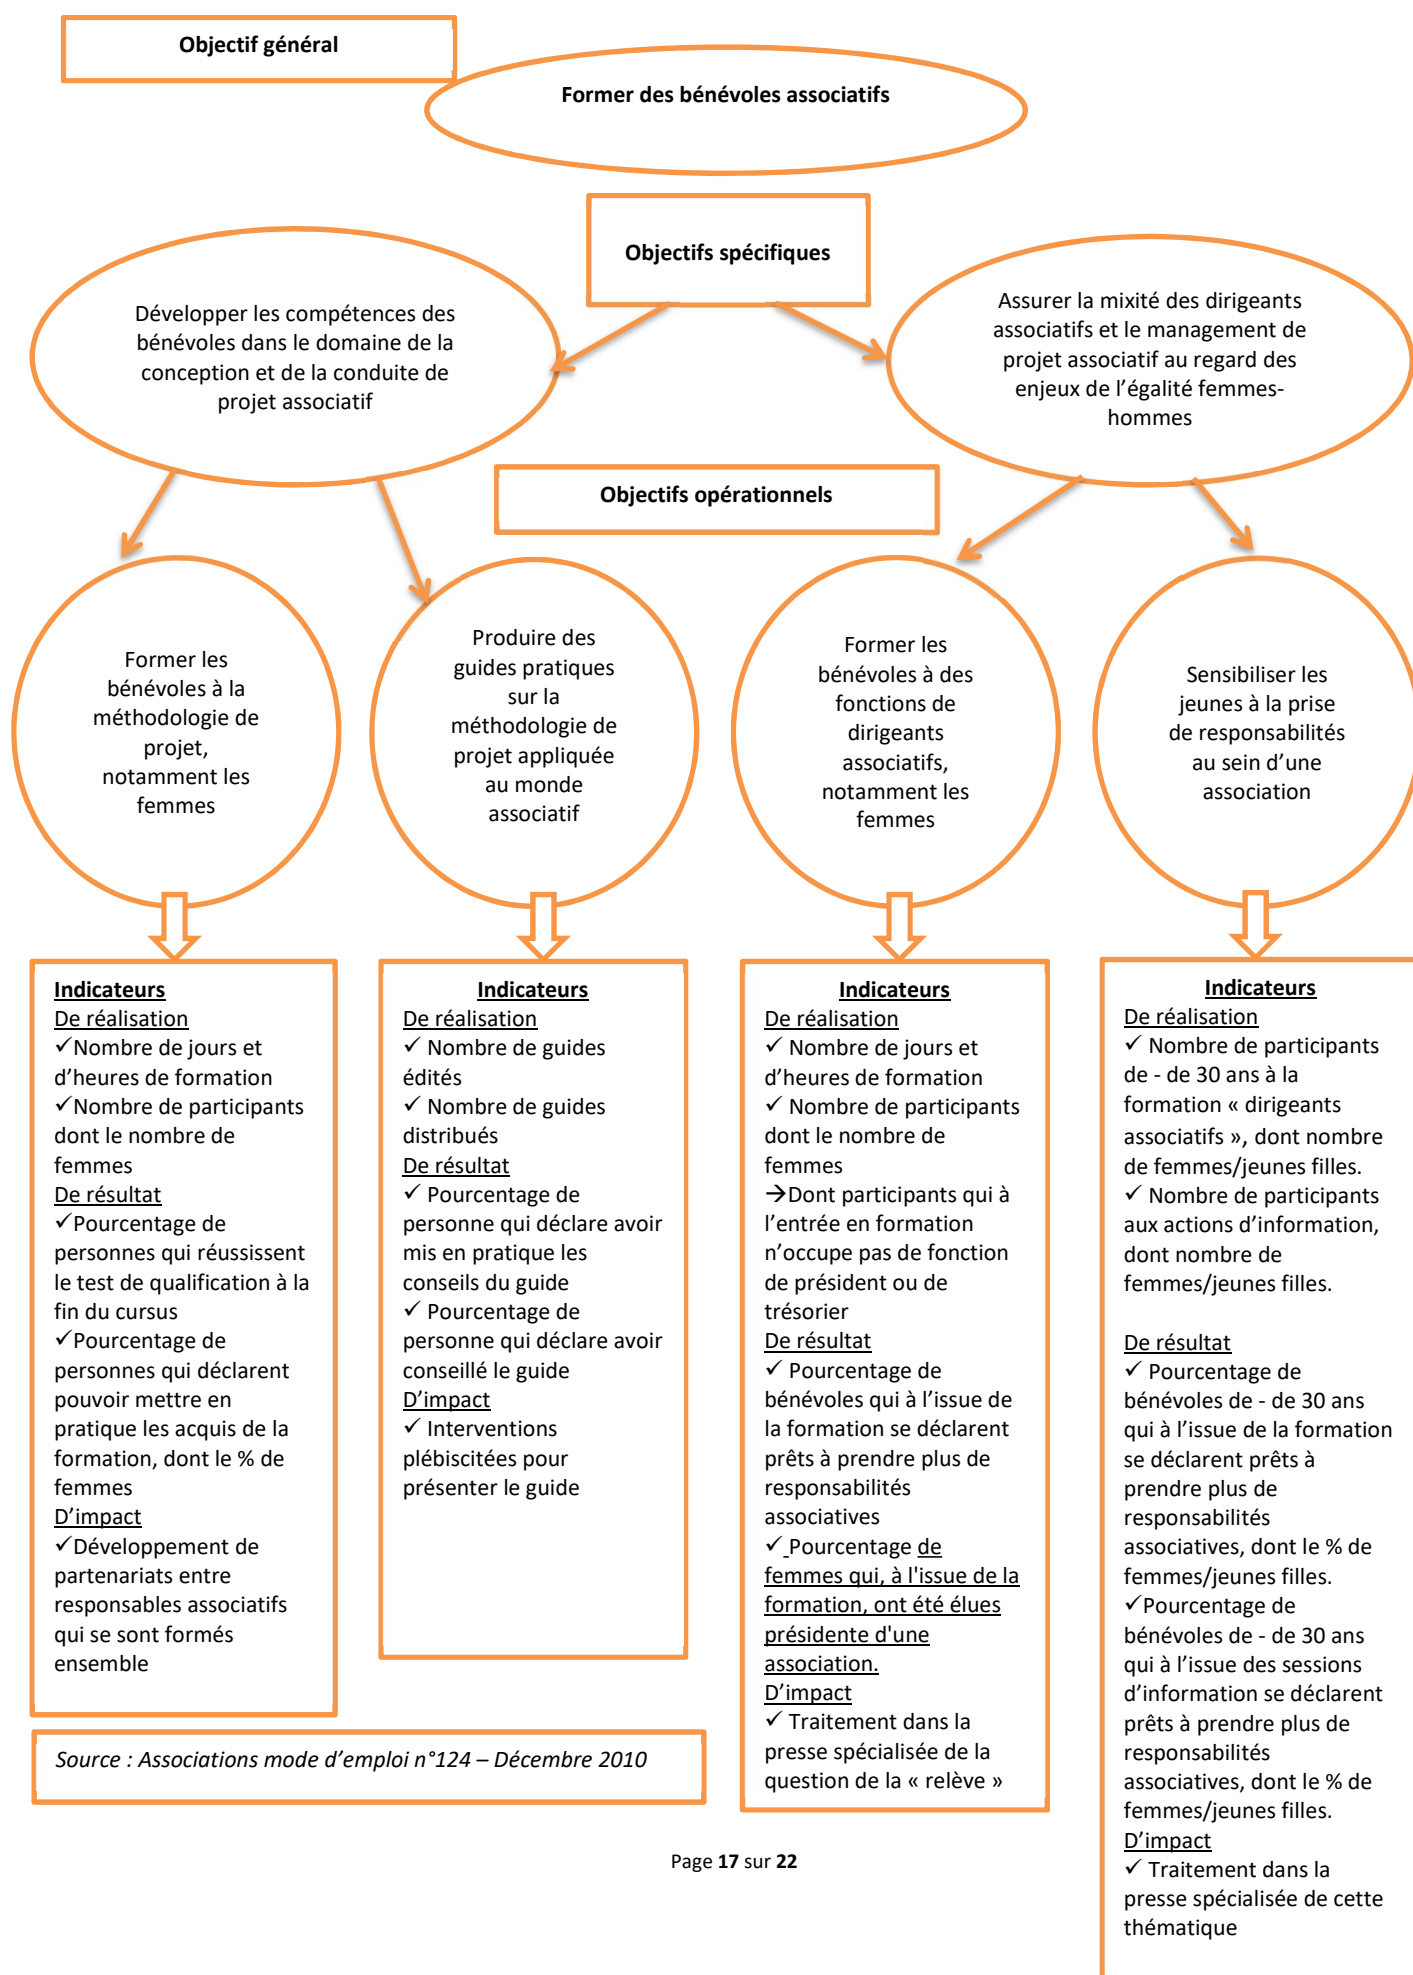 Objectif général
Former des bénévoles associatifs
Objectifs spécifiques
Développer les compétences des
bénévoles dans le domaine de la
conception et de la conduite de
projet associatif
Assurer la mixité des dirigeants
associatifs et le management de
projet associatif au regard des
enjeux de l’égalité femmes-
hommes
Objectifs opérationnels
Former les
bénévoles à la
méthodologie de
projet,
notamment les
femmes
Produire des
guides pratiques
sur la
méthodologie de
projet appliquée
au monde
associatif
Former les
bénévoles à des
fonctions de
dirigeants
associatifs,
notamment les
femmes
Sensibiliser les
jeunes à la prise
de responsabilités
au sein d’une
association
Indicateurs
De réalisation
✓Nombre de jours et
d’heures de formation
✓Nombre de participants
dont le nombre de
femmes
De résultat
✓Pourcentage de
personnes qui réussissent
le test de qualification à la
fin du cursus
✓Pourcentage de
personnes qui déclarent
pouvoir mettre en
pratique les acquis de la
formation, dont le % de
femmes
D’impact
✓Développement de
partenariats entre
responsables associatifs
qui se sont formés
ensemble
Indicateurs
De réalisation
✓ Nombre de guides
édités
✓ Nombre de guides
distribués
De résultat
✓ Pourcentage de
personne qui déclare avoir
mis en pratique les
conseils du guide
✓ Pourcentage de
personne qui déclare avoir
conseillé le guide
D’impact
✓ Interventions
plébiscitées pour
présenter le guide
Indicateurs
De réalisation
✓ Nombre de jours et
d’heures de formation
✓ Nombre de participants
dont le nombre de
femmes
→Dont participants qui à
l’entrée en formation
n’occupe pas de fonction
de président ou de
trésorier
De résultat
✓ Pourcentage de
bénévoles qui à l’issue de
la formation se déclarent
prêts à prendre plus de
responsabilités
associatives
✓ Pourcentage de
femmes qui, à l'issue de la
formation, ont été élues
présidente d'une
association.
D’impact
✓ Traitement dans la
presse spécialisée de la
question de la « relève »
Indicateurs
De réalisation
✓ Nombre de participants
de - de 30 ans à la
formation « dirigeants
associatifs », dont nombre
de femmes/jeunes filles.
✓ Nombre de participants
aux actions d’information,
dont nombre de
femmes/jeunes filles.
De résultat
✓ Pourcentage de
bénévoles de - de 30 ans
qui à l’issue de la formation
se déclarent prêts à
prendre plus de
responsabilités
associatives, dont le % de
femmes/jeunes filles.
✓Pourcentage de
bénévoles de - de 30 ans
qui à l’issue des sessions
d’information se déclarent
prêts à prendre plus de
responsabilités
associatives, dont le % de
femmes/jeunes filles.
D’impact
✓ Traitement dans la
presse spécialisée de cette
thématique
Source : Associations mode d’emploi n°124 – Décembre 2010
Page 17 sur 22